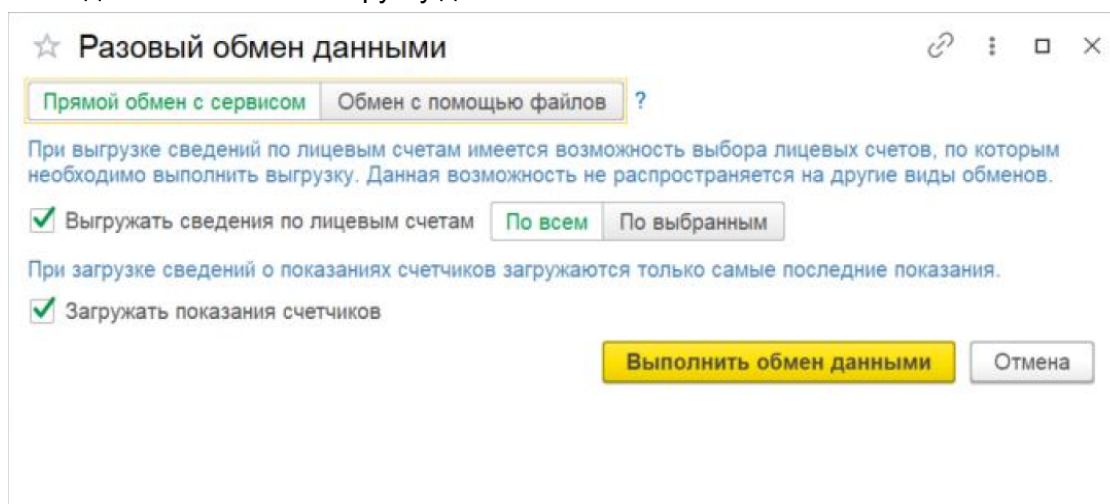 Разовый обмен данными
Прямой обмен с сервисом Обмен с помощью файлов ?
При выгрузке сведений по лицевым счетам имеется возможность выбора лицевых счетов, по которым
необходимо выполнить выгрузку. Данная возможность не распространяется на другие виды обменов.
Выгружать сведения по лицевым счетам По всем По выбранным
При загрузке сведений о показаниях счетчиков загружаются только самые последние показания.
Загружать показания счетчиков
Выполнить обмен данными Отмена